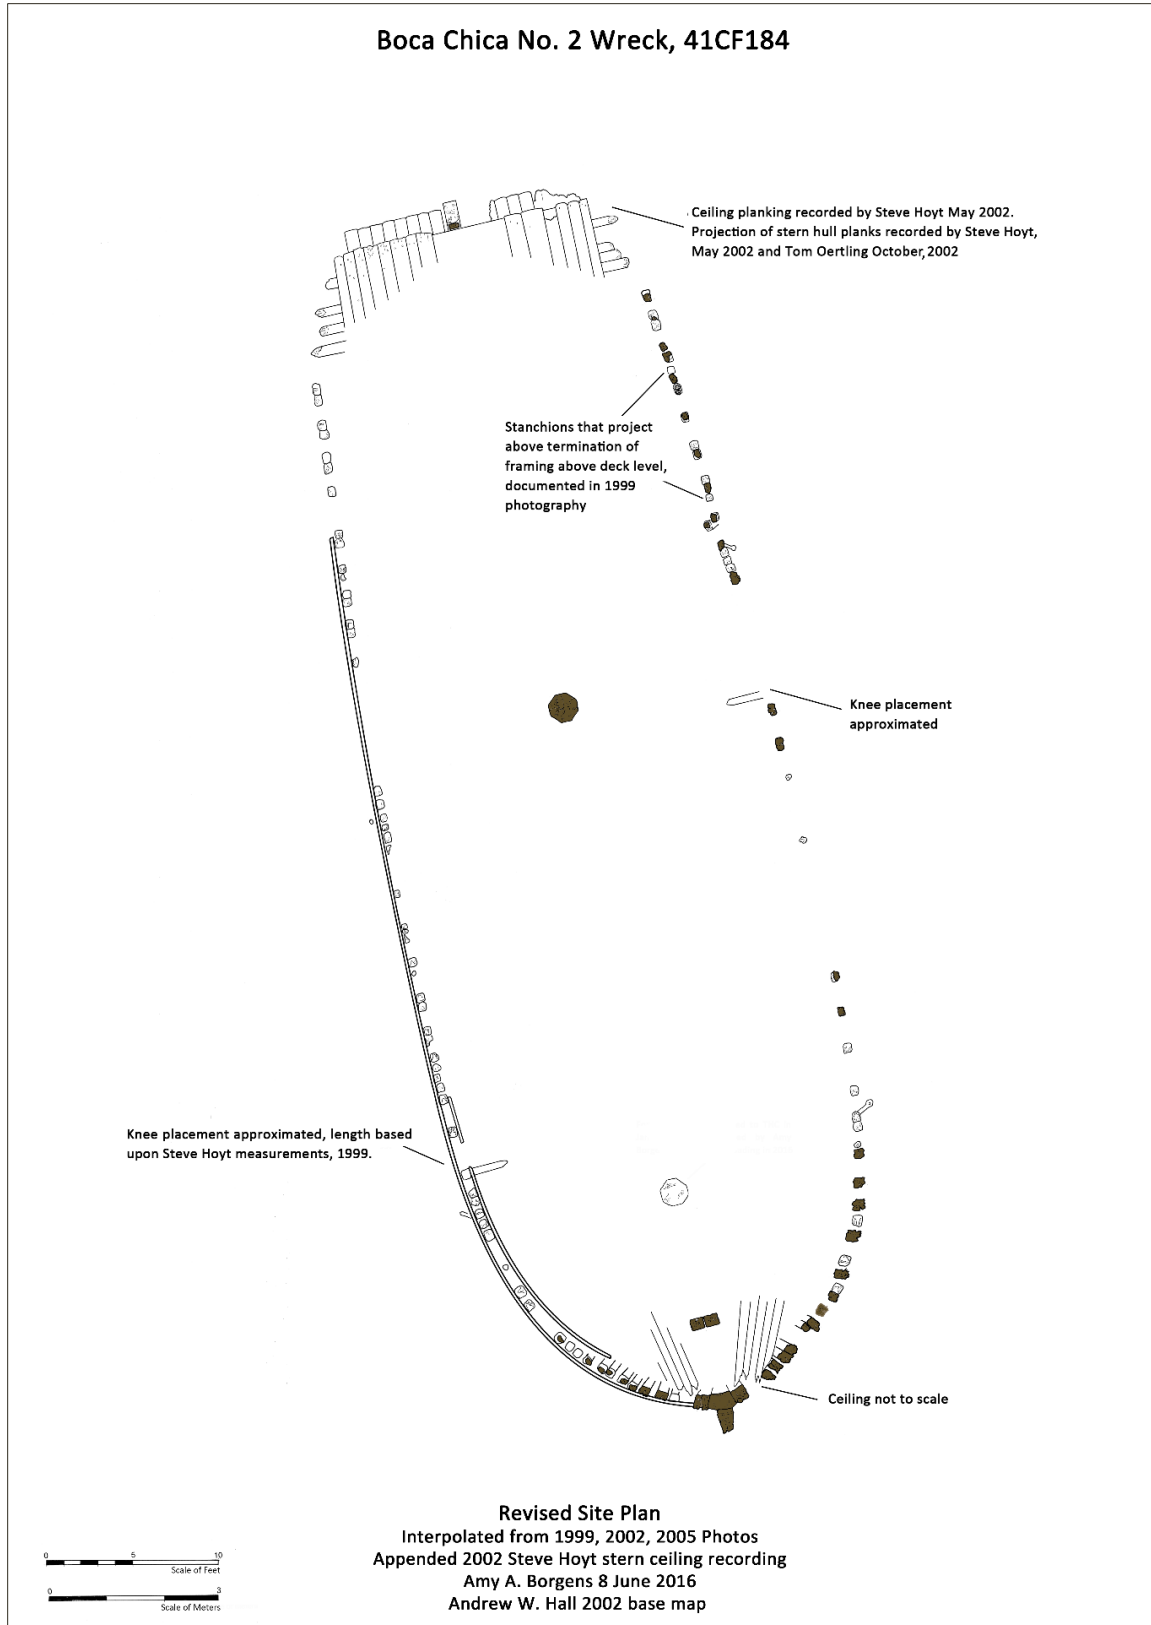 Boca Chica No. 2 Wreck, 41CF184
Ceiling planking recorded by Steve Hoyt May 2002.
Projection of stern hull planks recorded by Steve Hoyt,
May 2002 and Tom Oertling October, 2002
Stanchions that project
above termination of
framing above deck level,
documented in 1999
photography
Knee placement
approximated
Knee placement approximated, length based
upon Steve Hoyt measurements, 1999.
Ceiling not to scale
Revised Site Plan
Interpolated from 1999, 2002, 2005 Photos
Appended 2002 Steve Hoyt stern ceiling recording
Amy A. Borgens 8 June 2016
Andrew W. Hall 2002 base map
0 5 10
Scale of Feet
0 3
Scale of Meters